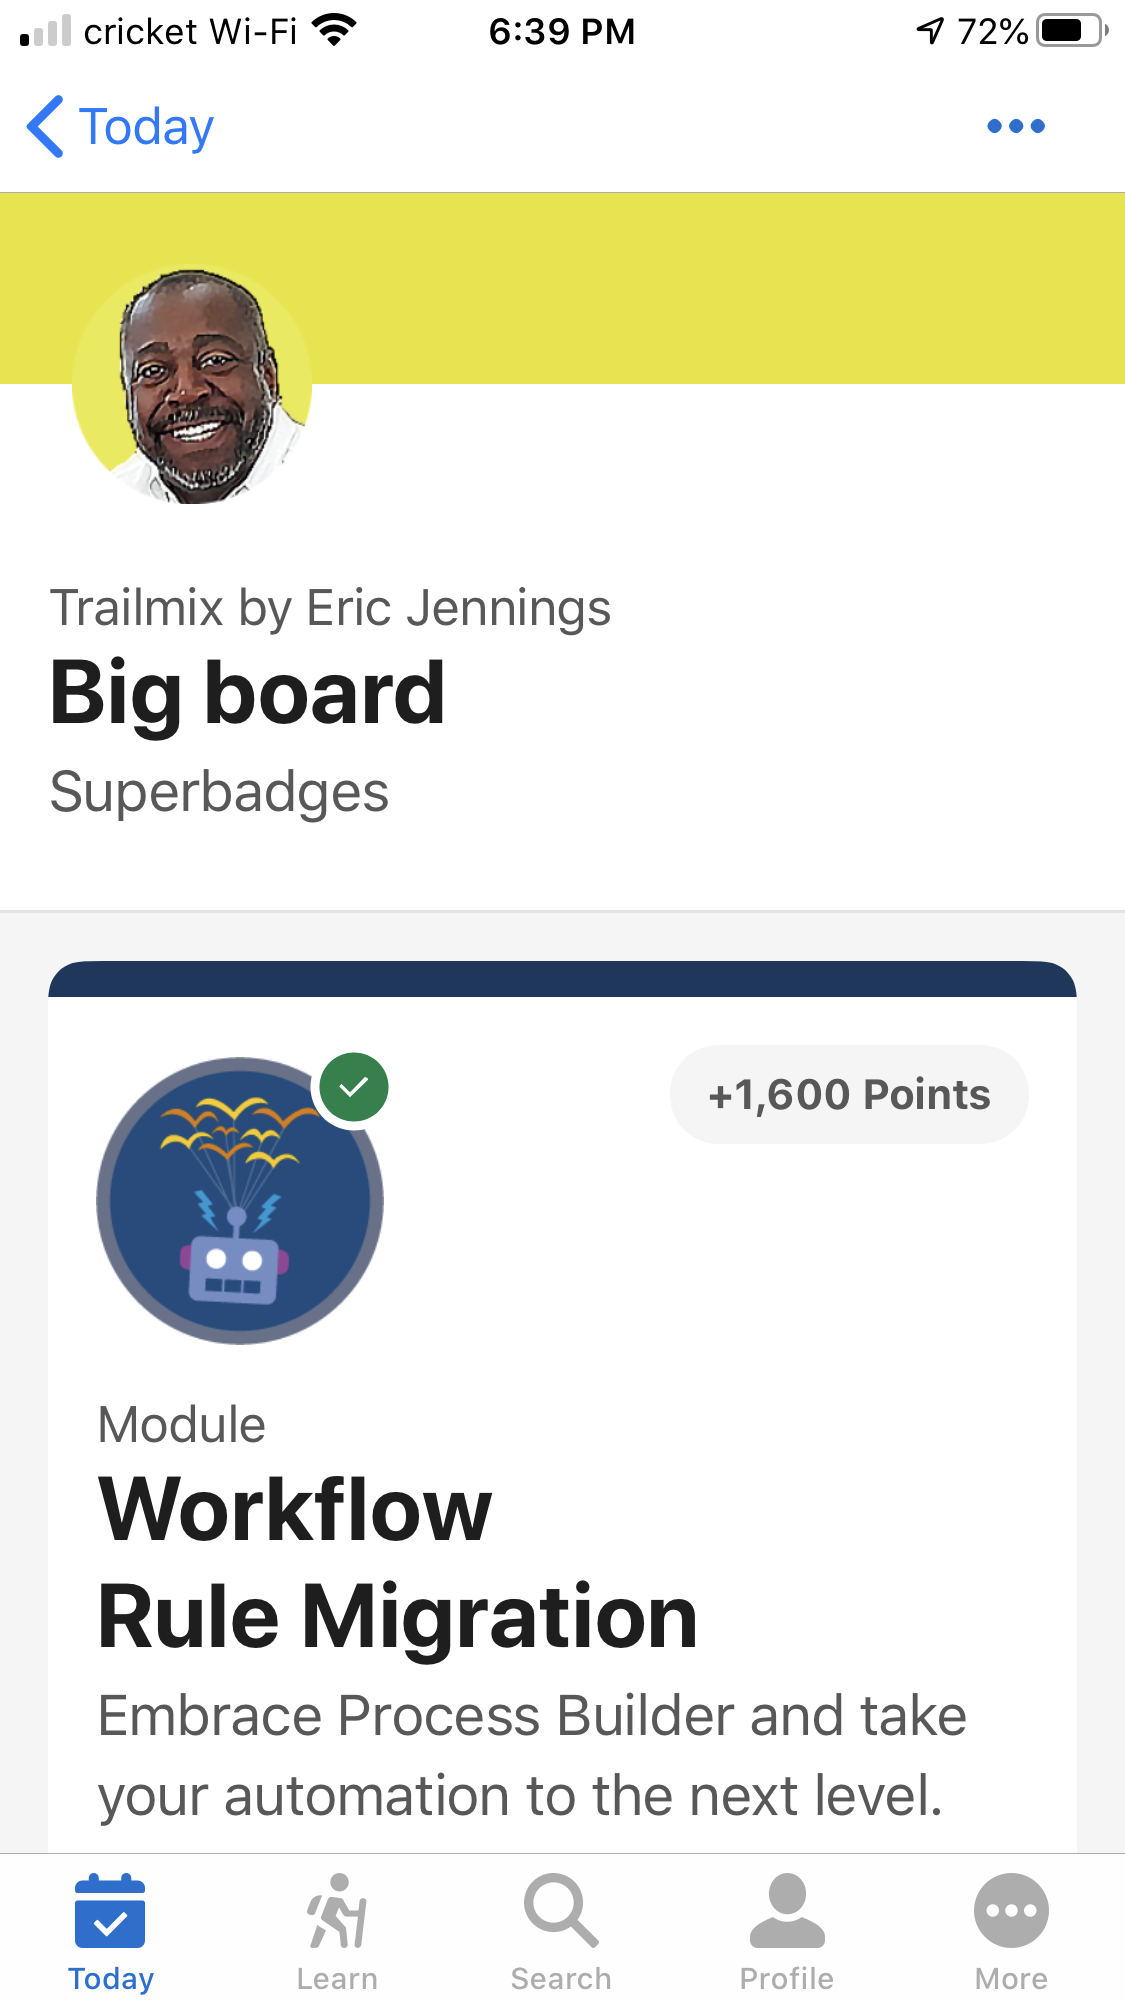 cricket Wi-Fi 6:39 PM 72%
Today
Trailmix by Eric Jennings
Big board
Superbadges
+1,600 Points
Module
Workflow
Rule Migration
Embrace Process Builder and take
your automation to the next level.
Today Learn Search Profile More